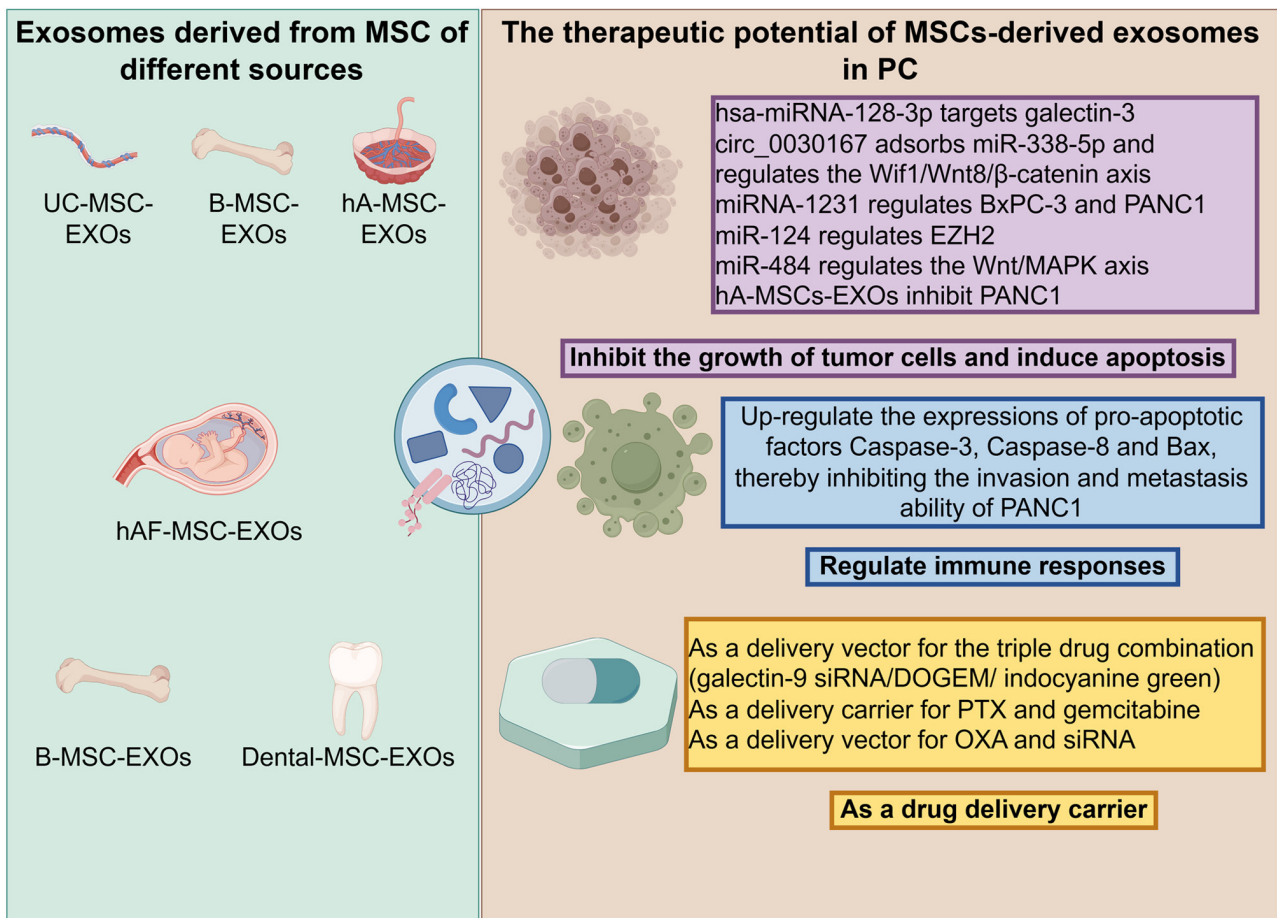 Exosomes derived from MSC of
different sources
UC-MSC-
EXOs
B-MSC-
EXOs
hA-MSC-
EXOs
hAF-MSC-EXOs
B-MSC-EXOs
Dental-MSC-EXOs
The therapeutic potential of MSCs-derived exosomes
in PC
hsa-miRNA-128-3p targets galectin-3
circ_0030167 adsorbs miR-338-5p and
regulates the Wif1/Wnt8/β-catenin axis
miRNA-1231 regulates BxPC-3 and PANC1
miR-124 regulates EZH2
miR-484 regulates the Wnt/MAPK axis
hA-MSCs-EXOs inhibit PANC1
Inhibit the growth of tumor cells and induce apoptosis
Up-regulate the expressions of pro-apoptotic
factors Caspase-3, Caspase-8 and Bax,
thereby inhibiting the invasion and metastasis
ability of PANC1
Regulate immune responses
As a delivery vector for the triple drug combination
(galectin-9 siRNA/DOGEM/ indocyanine green)
As a delivery carrier for PTX and gemcitabine
As a delivery vector for OXA and siRNA
As a drug delivery carrier